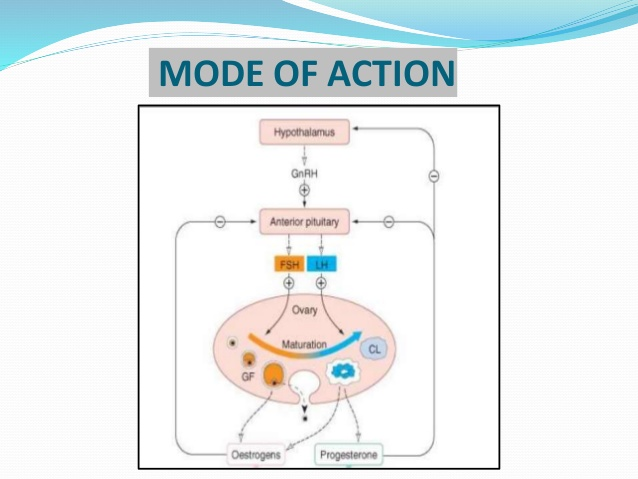 MODE OF ACTION
Hypothalamus
GnRH
+
−
Anterior pituitary
−
−
FSH
LH
+
+
Ovary
Maturation
CL
GF
Oestrogens
Progesterone